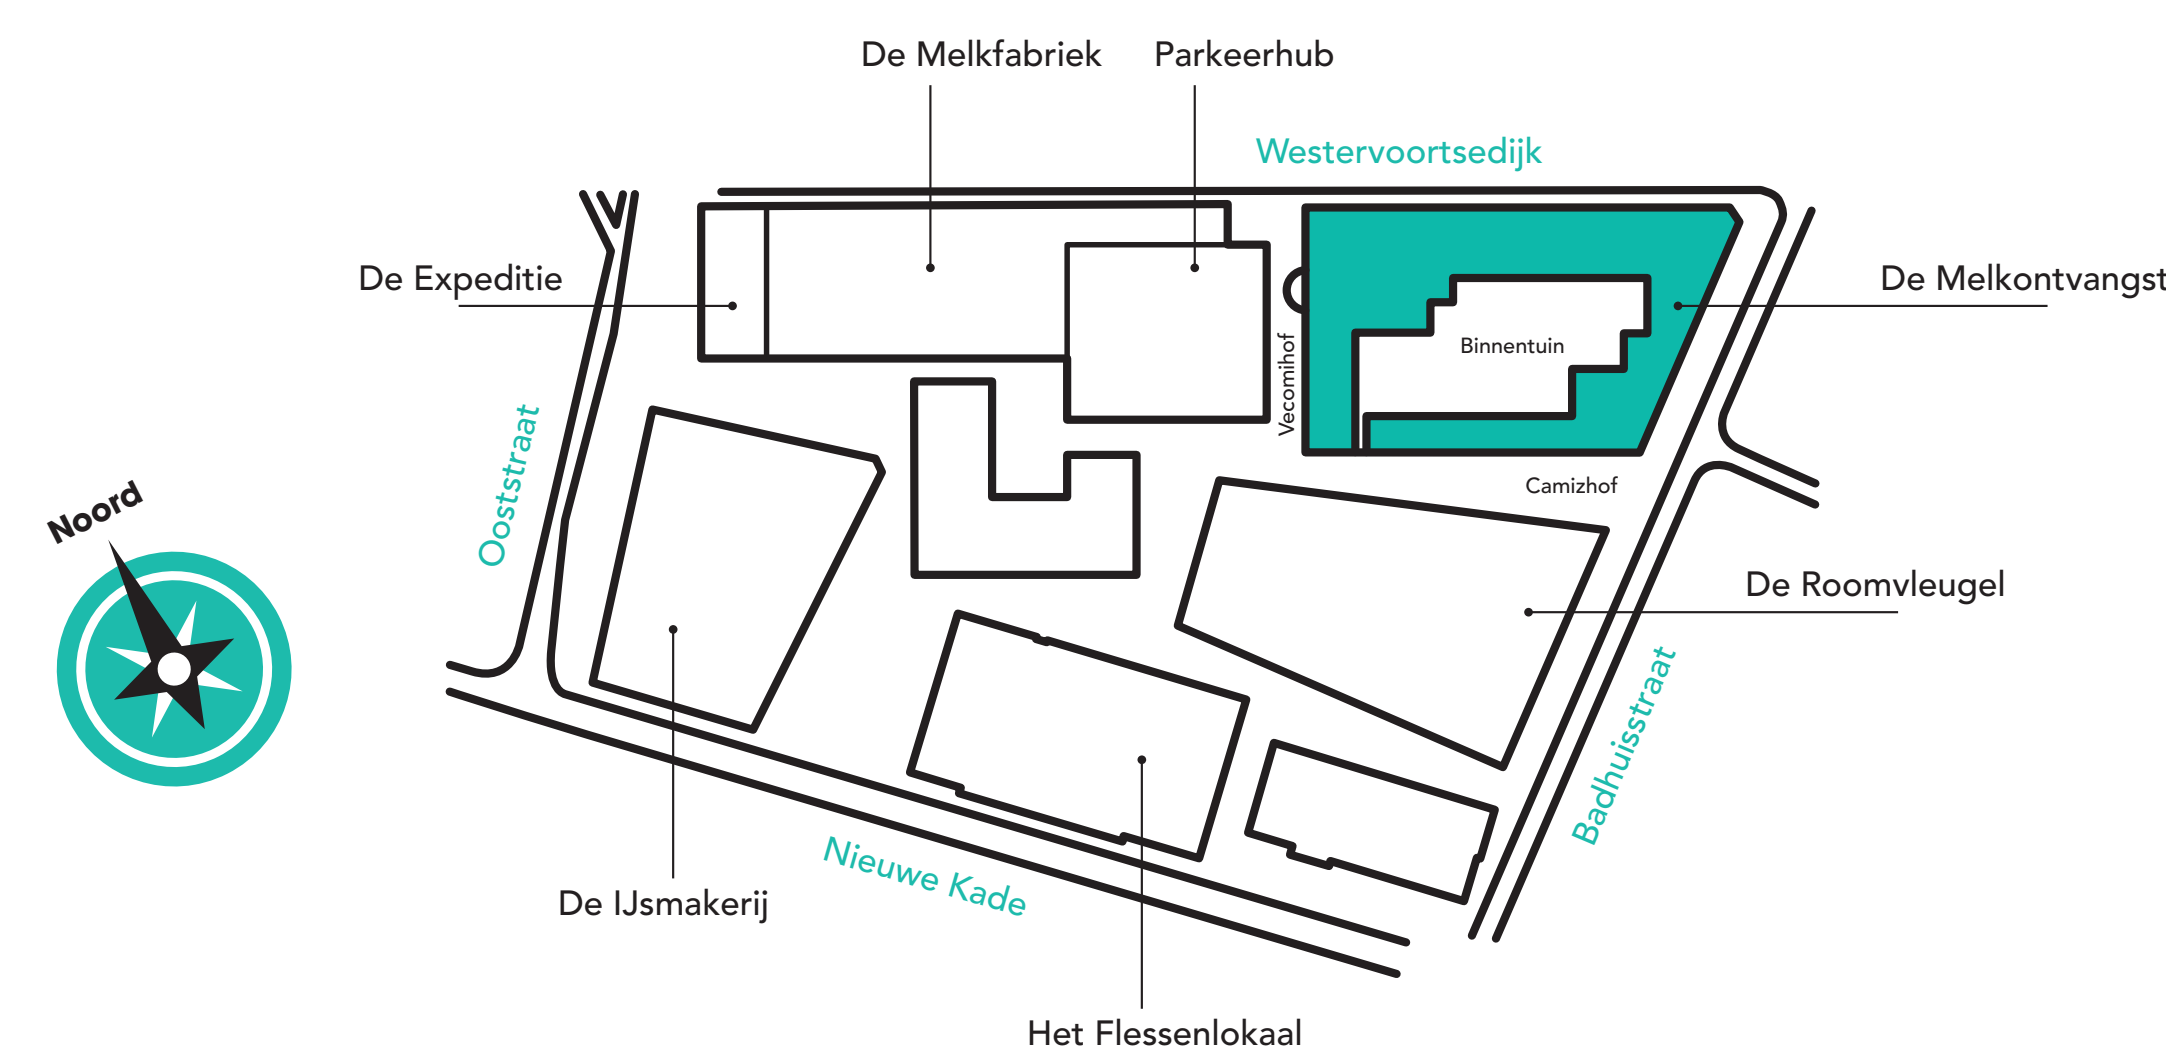 De Melkfabriek
Parkeerhub
Westervoortsedijk
De Expeditie
De Melkontvangst
Binnentuin
Vecomihof
Ooststraat
Camizhof
Noord
De Roomvleugel
Badhuisstraat
Nieuwe Kade
De IJsmakerij
Het Flessenlokaal